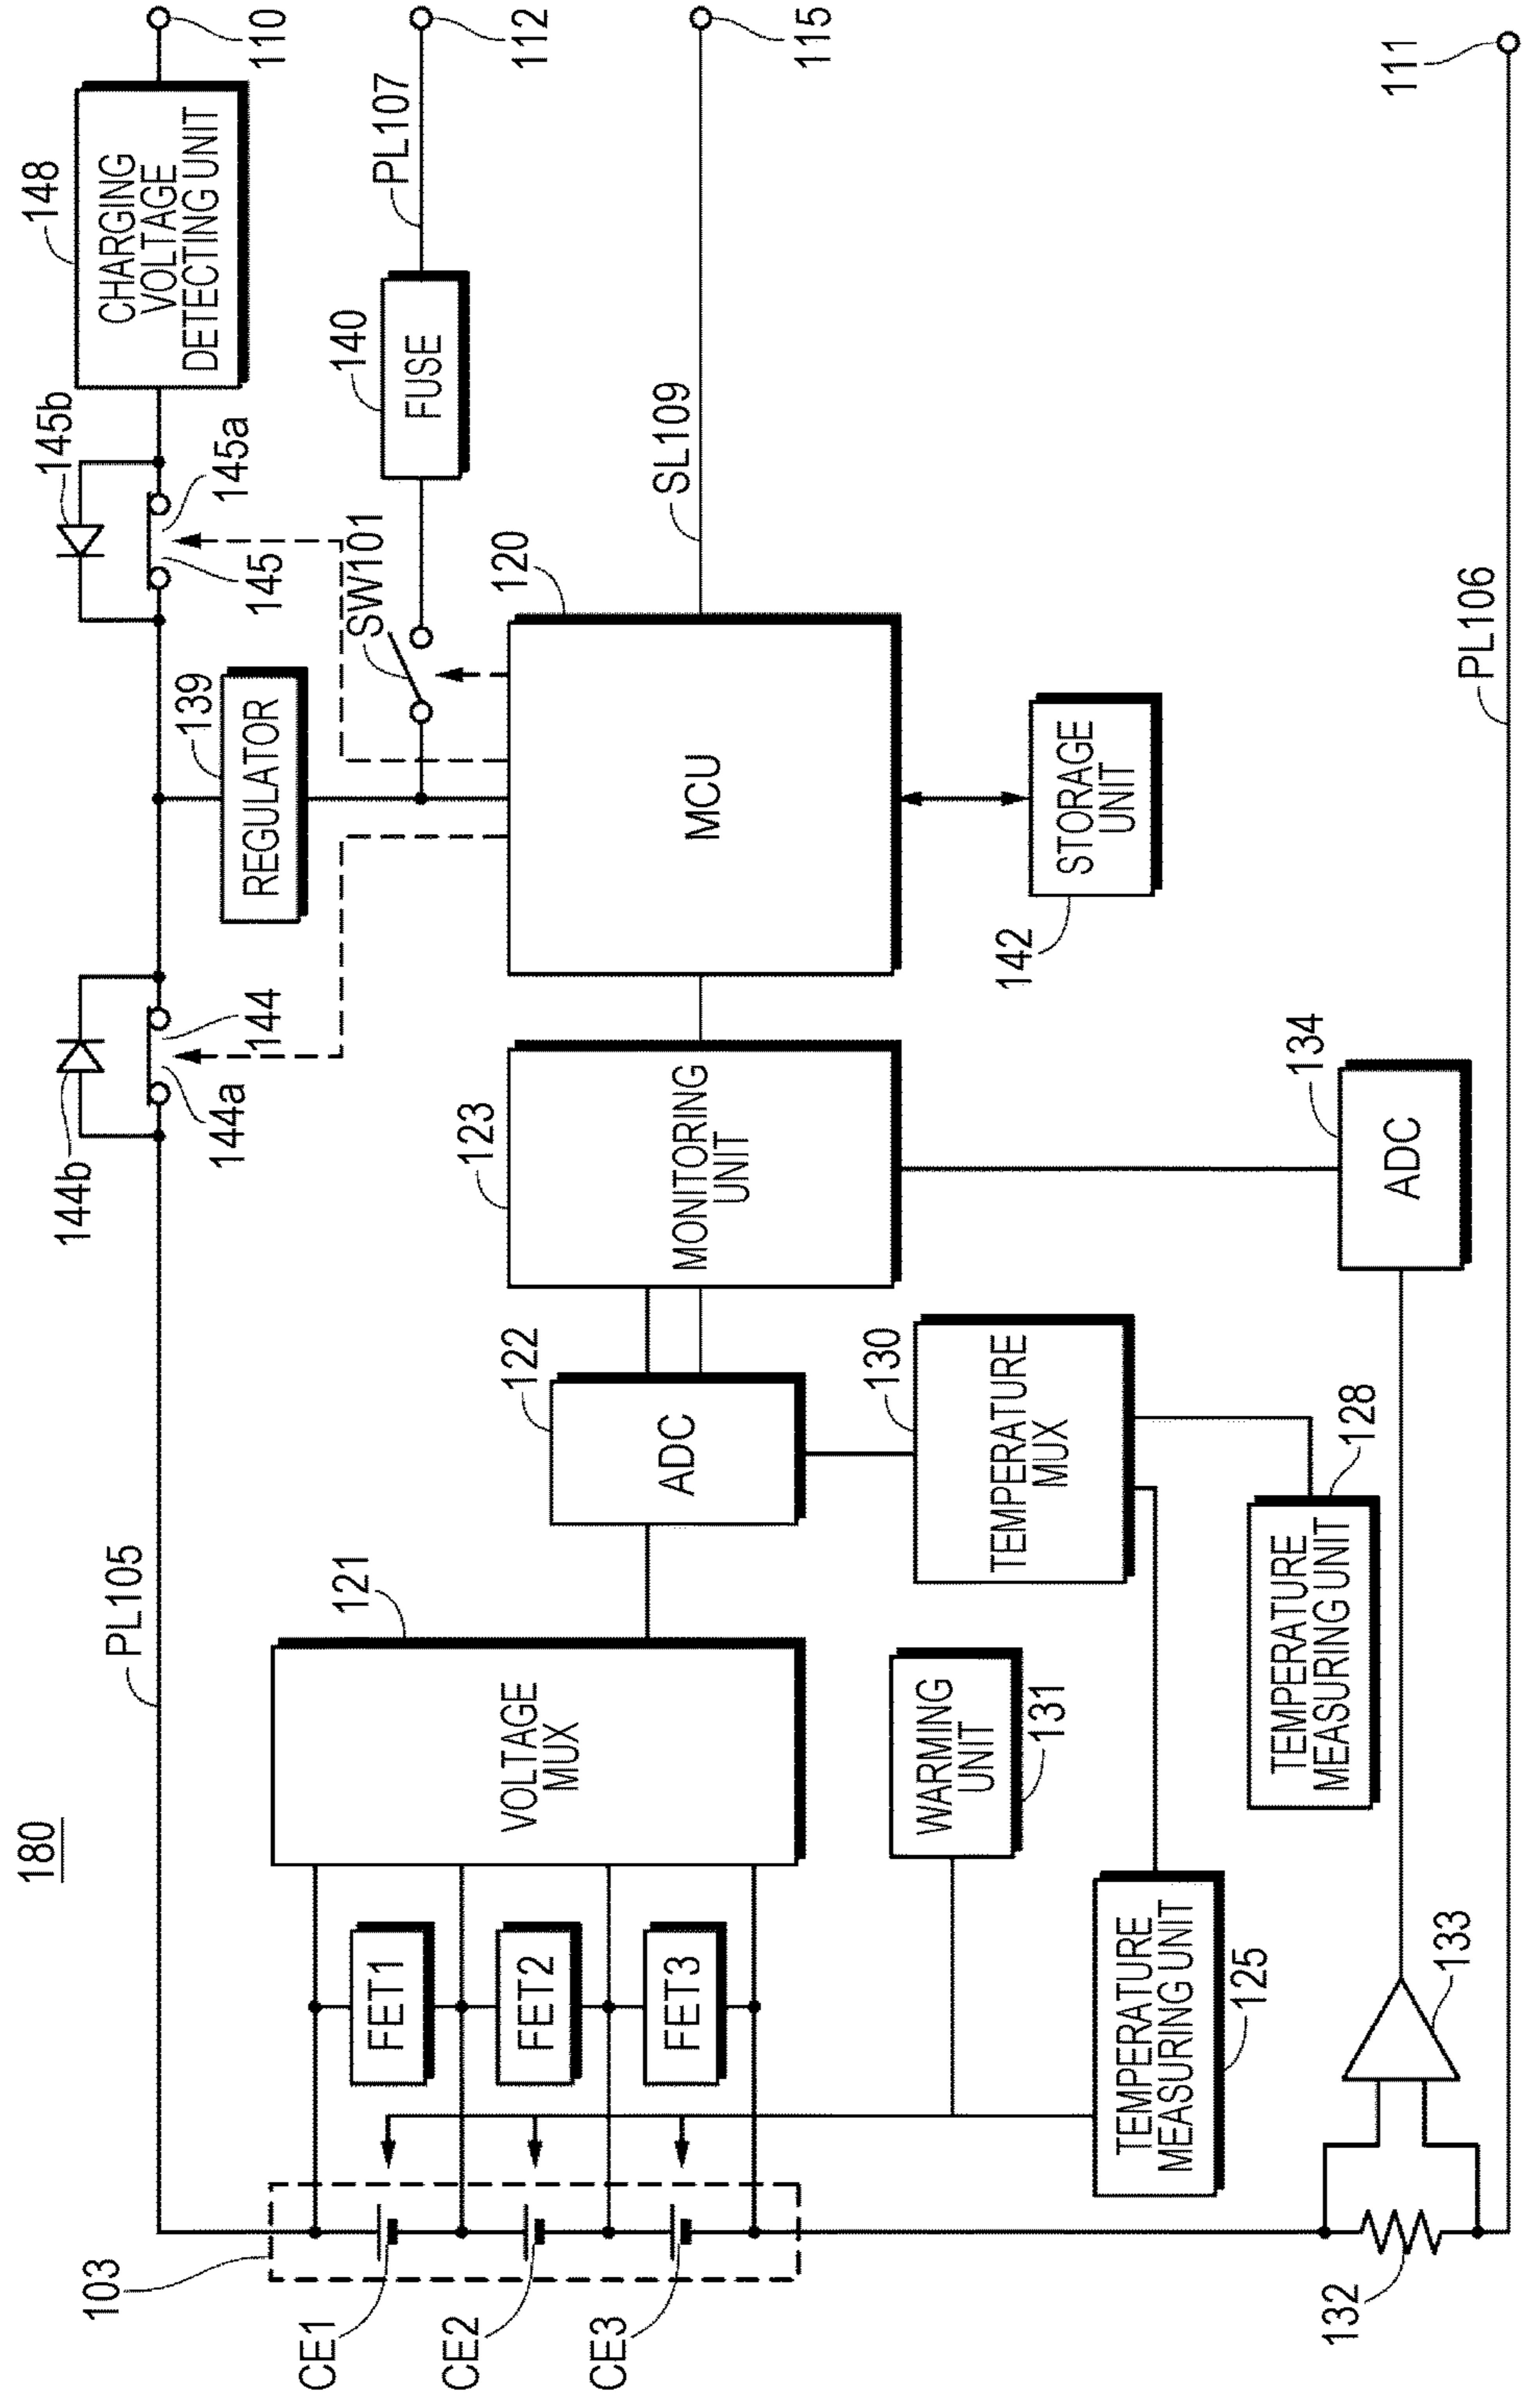 180
PL105
144b
144a
144
145b
145a
145
148
CHARGING
VOLTAGE
DETECTING UNIT
110
139
REGULATOR
SW101
140
FUSE
PL107
112
103
CE1
CE2
CE3
FET1
FET2
FET3
121
VOLTAGE
MUX
122
ADC
123
MONITORING
UNIT
120
MCU
SL109
115
131
WARMING
UNIT
130
TEMPERATURE
MUX
142
STORAGE
UNIT
125
TEMPERATURE
MEASURING UNIT
128
TEMPERATURE
MEASURING UNIT
134
ADC
132
133
PL106
111